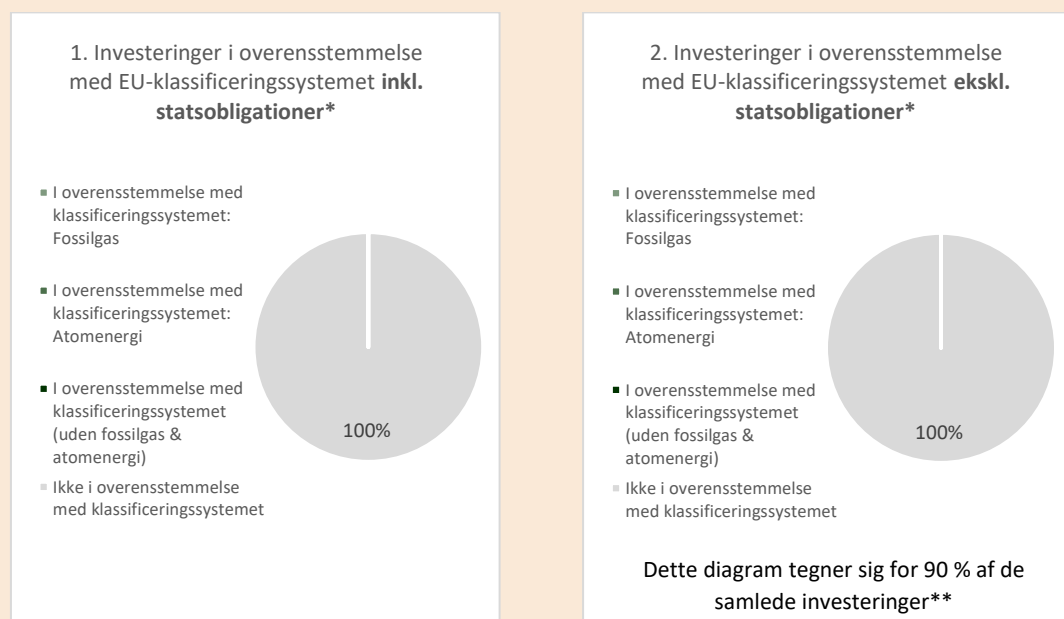 1. Investeringer i overensstemmelse
med EU-klassificeringssystemet inkl.
statsobligationer*
I overensstemmelse med
klassificeringssystemet:
Fossilgas
I overensstemmelse med
klassificeringssystemet:
Atomenergi
I overensstemmelse med
klassificeringssystemet
(uden fossilgas &
atomenergi)
Ikke i overensstemmelse
med klassificeringssystemet
100%
2. Investeringer i overensstemmelse
med EU-klassificeringssystemet ekskl.
statsobligationer*
I overensstemmelse med
klassificeringssystemet:
Fossilgas
I overensstemmelse med
klassificeringssystemet:
Atomenergi
I overensstemmelse med
klassificeringssystemet
(uden fossilgas &
atomenergi)
Ikke i overensstemmelse
med klassificeringssystemet
100%
Dette diagram tegner sig for 90 % af de
samlede investeringer**